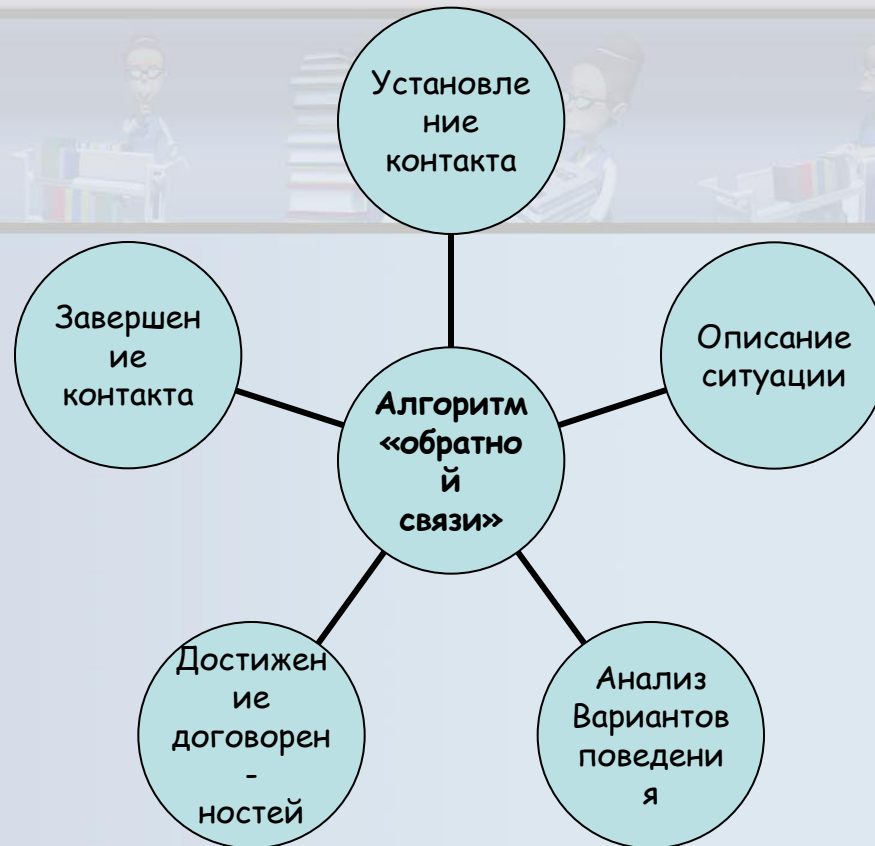 Установле
ние
контакта
Описание
ситуации
Анализ
Вариантов
поведени
я
Достижен
ие
договорен
-
ностей
Завершен
ие
контакта
Алгоритм
«обратно
й
связи»